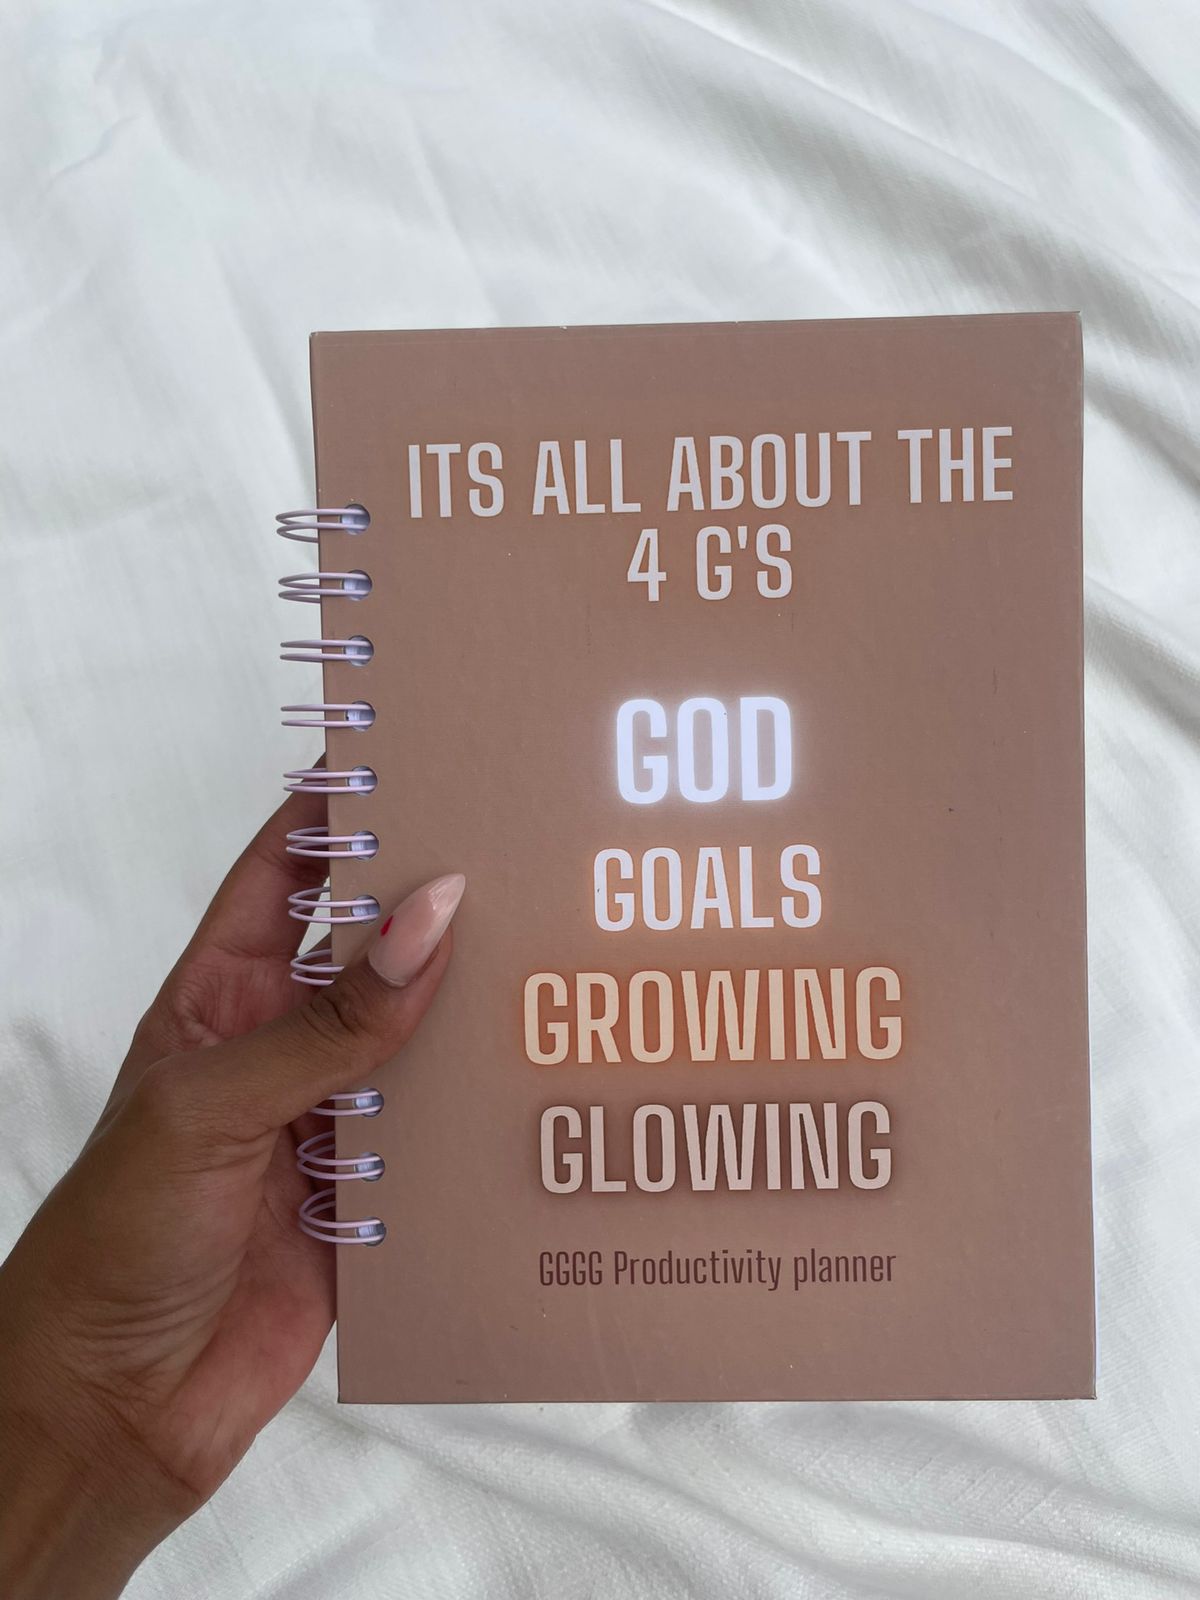 ITS ALL ABOUT THE
4 G'S
GOD
GOALS
GROWING
GLOWING
GGGG Productivity planner